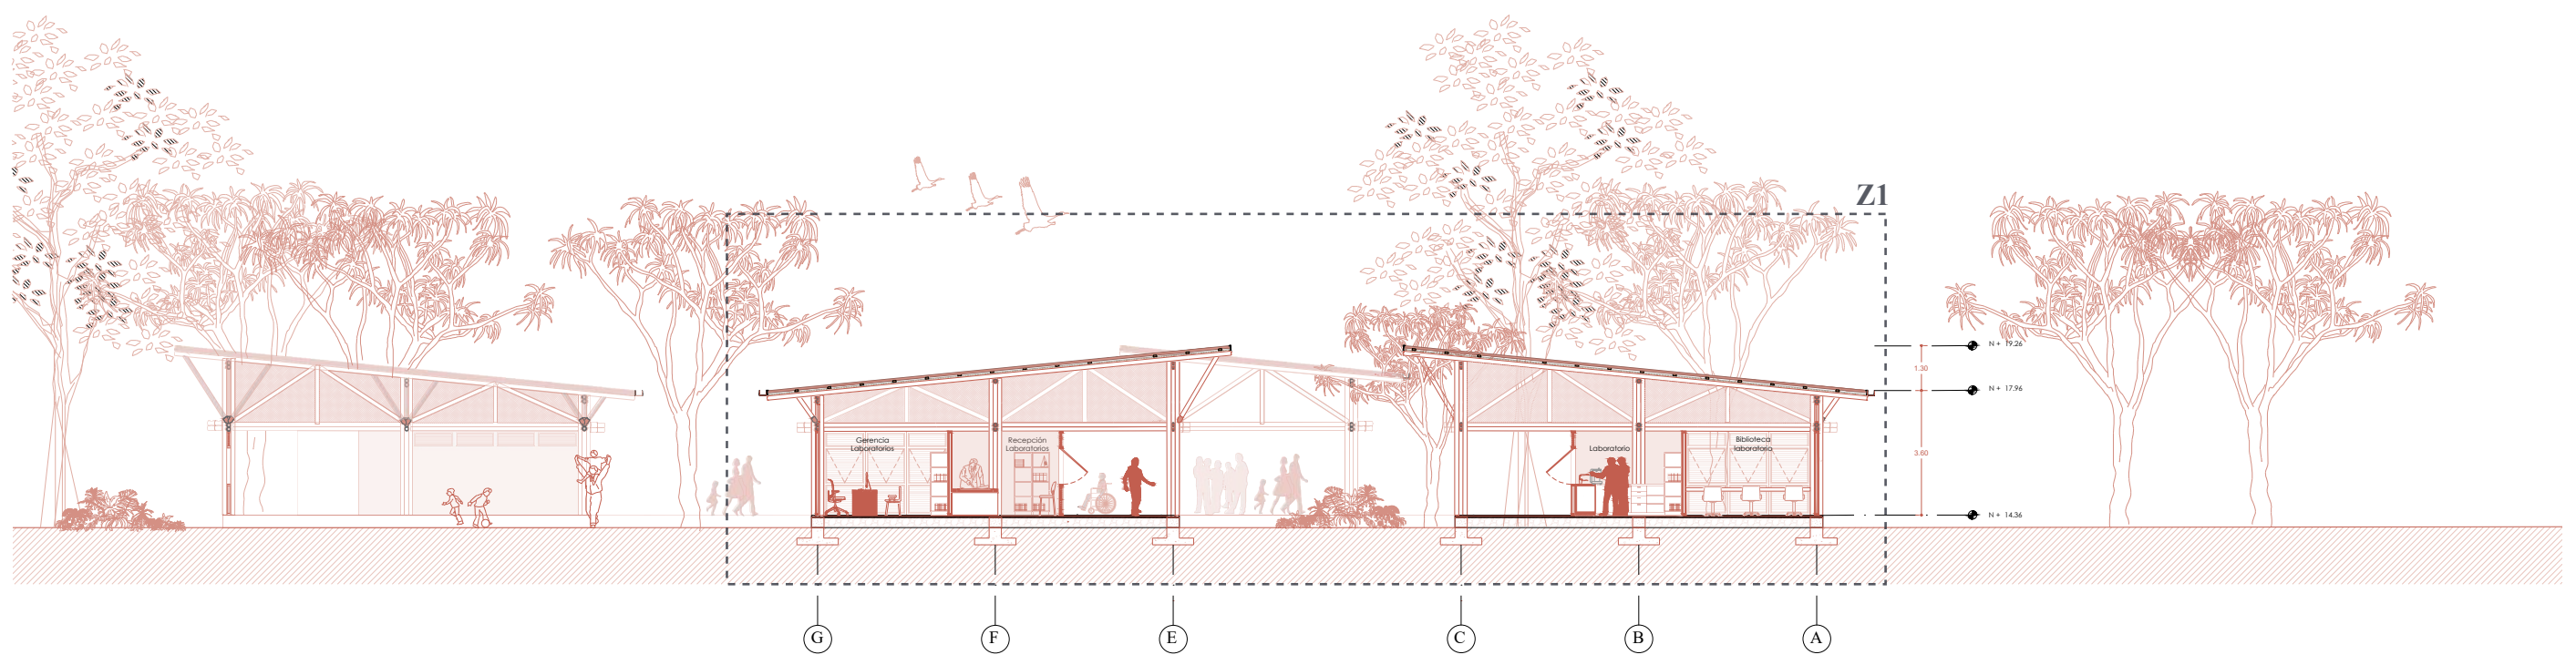 Z1
N + 19.26
1.30
N + 17.96
Gerencia
Laboratorios
Recepción
Laboratorios
Laboratorio
Biblioteca
laboratorio
3.60
N + 14.36
G
F
E
C
B
A